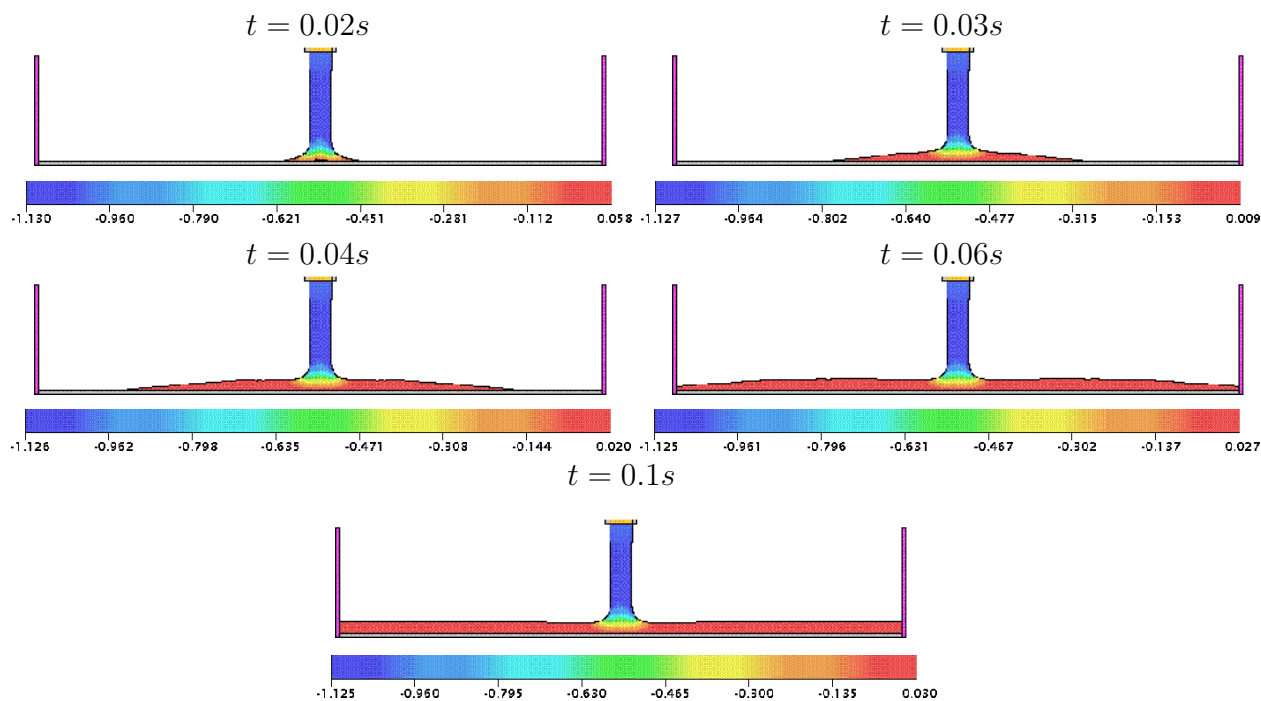 t = 0.02s
t = 0.03s
-1.130 -0.960 -0.790 -0.621 -0.451 -0.281 -0.112 0.058
-1.127 -0.964 -0.802 -0.640 -0.477 -0.315 -0.153 0.009
t = 0.04s
t = 0.06s
-1.126 -0.962 -0.798 -0.635 -0.471 -0.308 -0.144 0.020
-1.125 -0.961 -0.796 -0.631 -0.467 -0.302 -0.137 0.027
t = 0.1s
-1.125 -0.960 -0.795 -0.630 -0.465 -0.300 -0.135 0.030